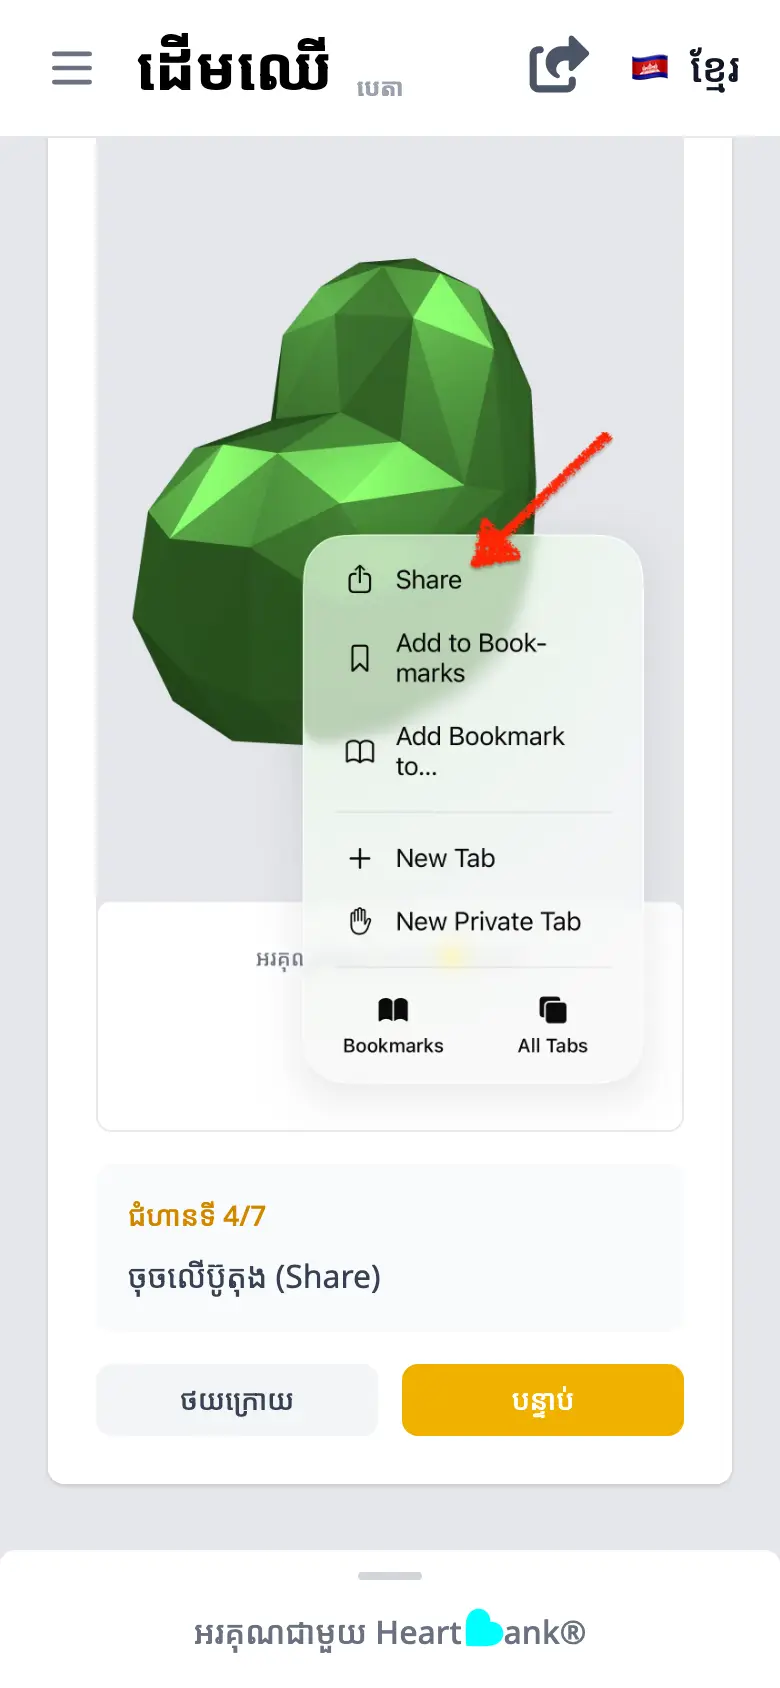 ដើមឈើ បេតា 🇰🇭 ខ្មែរ
Share
Add to Book-
marks
Add Bookmark
to...
New Tab
New Private Tab
អរគុណ
Bookmarks All Tabs
ជំហានទី 4/7
ចុចលើប៊ូតុង (Share)
ថយក្រោយ បន្ទាប់
អរគុណជាមួយ Heartbank®